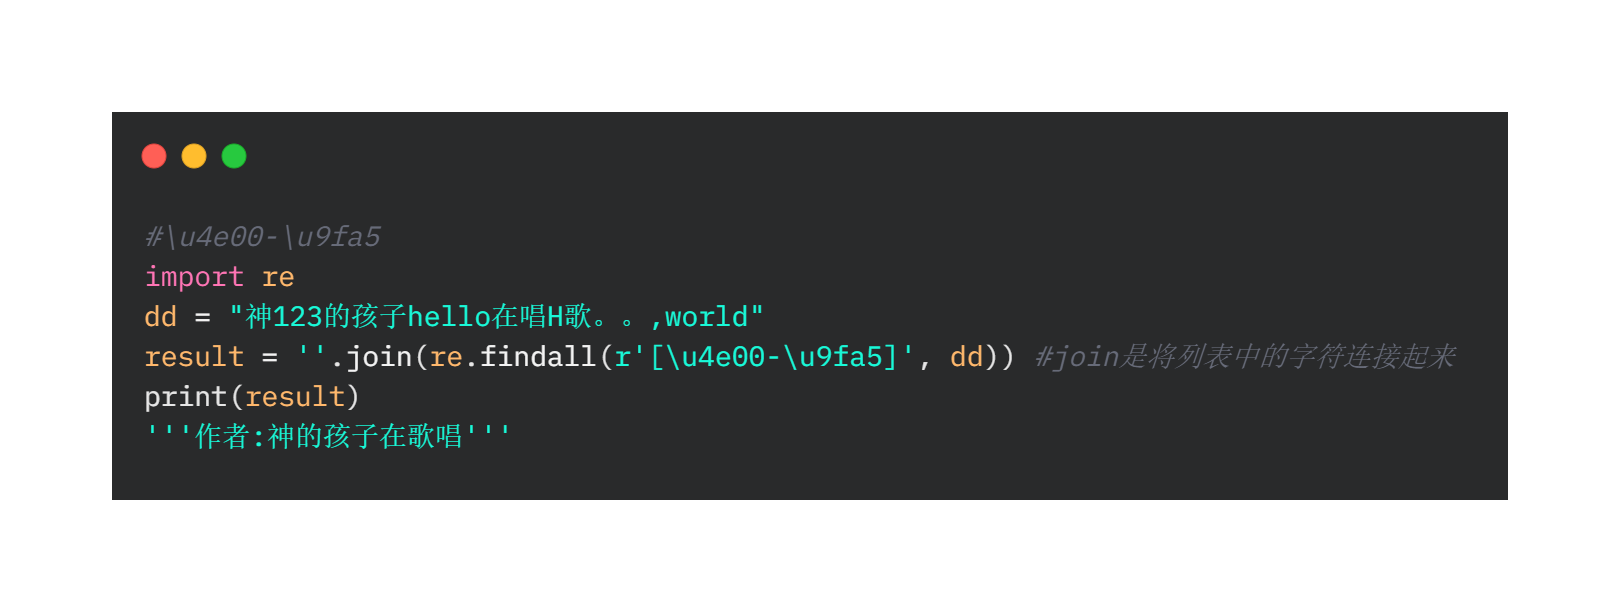 #\u4e00-\u9fa5
import re
dd = "神123的孩子hello在唱H歌。。,world"
result = ''.join(re.findall(r'[\u4e00-\u9fa5]', dd)) #join是将列表中的字符连接起来
print(result)
'''作者:神的孩子在歌唱'''